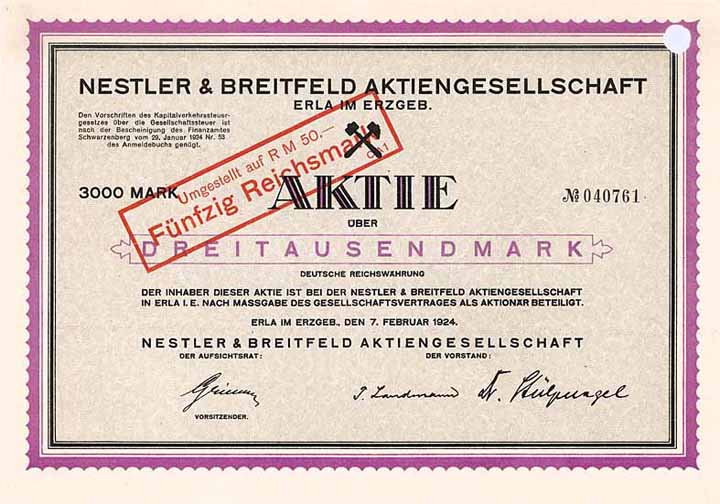 NESTLER & BREITFELD AKTIENGESELLSCHAFT
ERLA IM ERZGEB.
Den Vorschriften des Kapitalverkehrsteuer-
gesetzes über die Gesellschaftsteuer ist
nach der Bescheinigung des Finanzamtes
Schwarzenberg vom 29. Januar 1924 Nr. 53
des Anmeldebuchs genügt.
Umgestellt auf R M 50.—
Fünfzig Reichsmark
3000 MARK
AKTIE
№ 040761
ÜBER
DREITAUSENDMARK
DEUTSCHE REICHSWÄHRUNG
DER INHABER DIESER AKTIE IST BEI DER NESTLER & BREITFELD AKTIENGESELLSCHAFT
IN ERLA I.E. NACH MASSGABE DES GESELLSCHAFTSVERTRAGES ALS AKTIONÄR BETEILIGT.
ERLA IM ERZGEB., DEN 7. FEBRUAR 1924.
NESTLER & BREITFELD AKTIENGESELLSCHAFT
DER AUFSICHTSRAT:
DER VORSTAND:
Landmann Dr. Stülpnagel
VORSITZENDER.